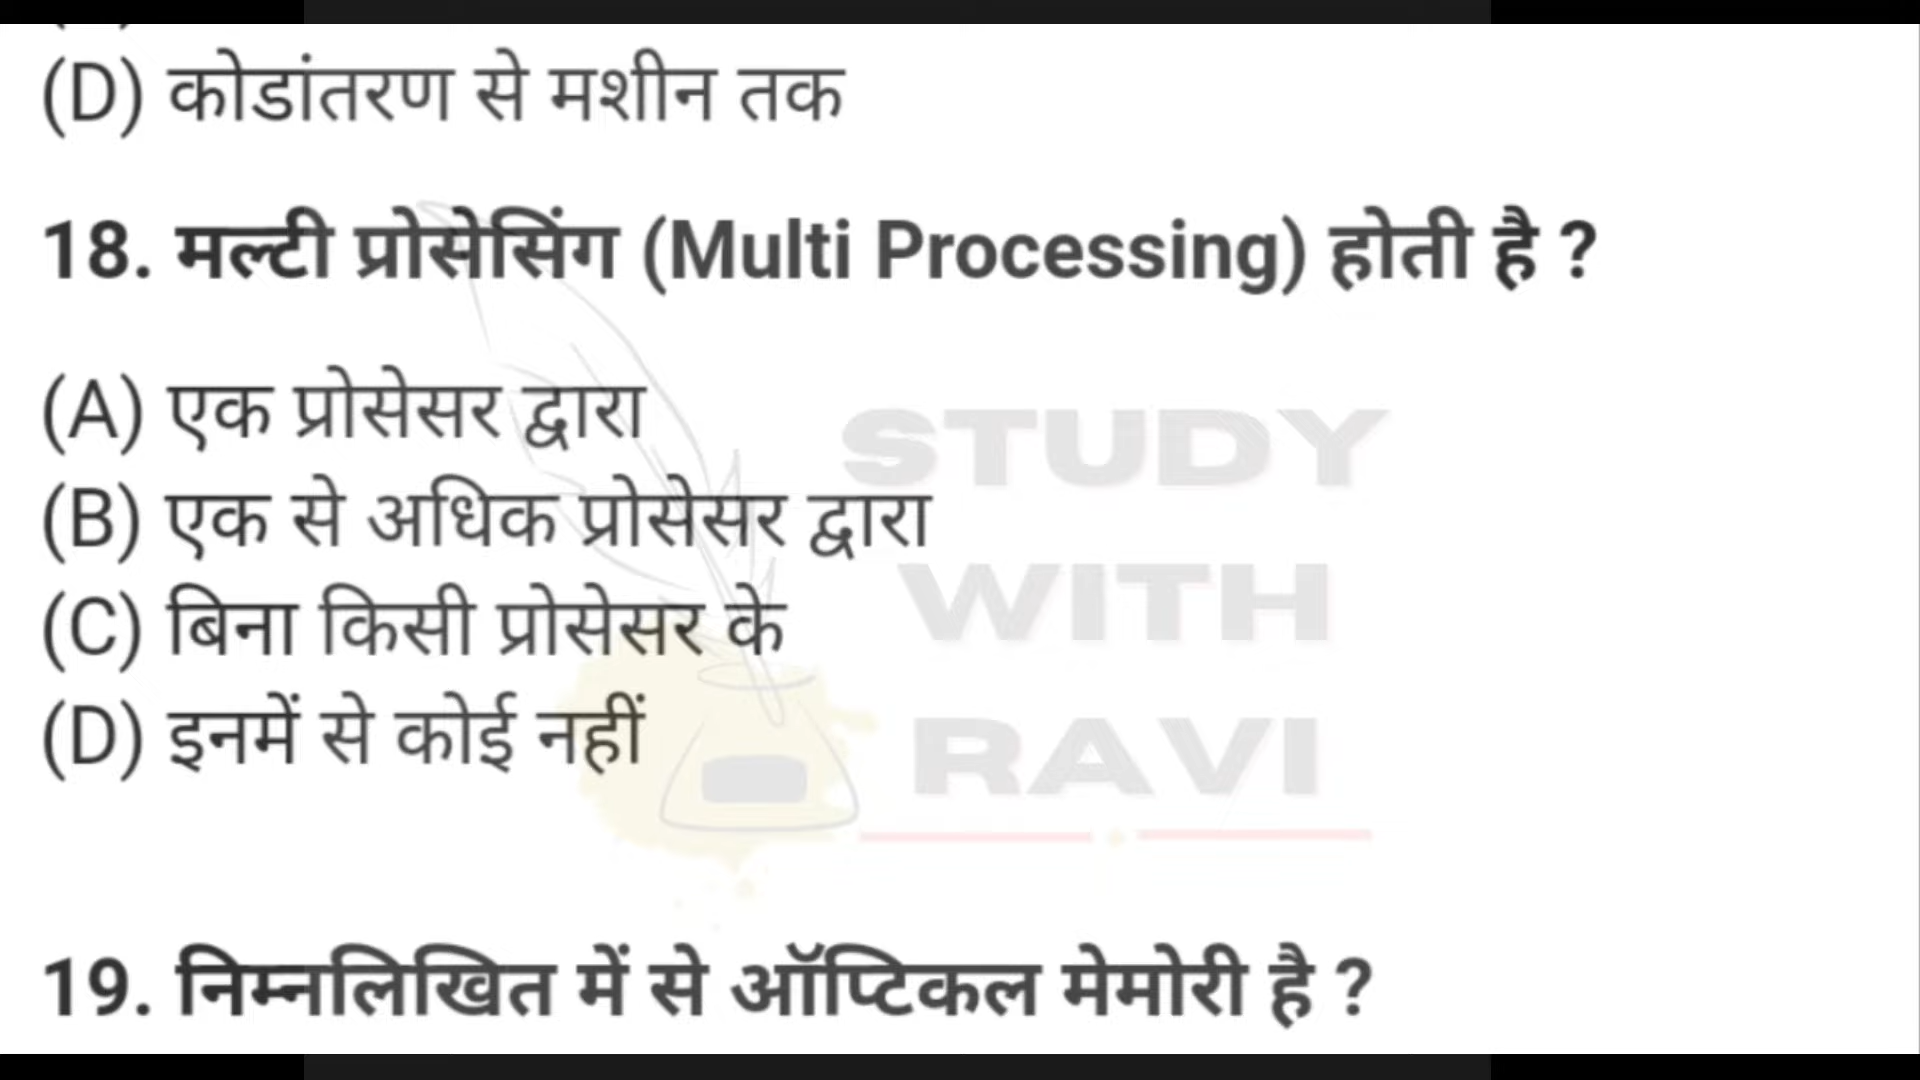 (D) कोडांतरण से मशीन तक
18. मल्टी प्रोसेसिंग (Multi Processing) होती है ?
(A) एक प्रोसेसर द्वारा
(B) एक से अधिक प्रोसेसर द्वारा
(C) बिना किसी प्रोसेसर के
(D) इनमें से कोई नहीं
STUDY
WITH
RAVI
19. निम्नलिखित में से ऑप्टिकल मेमोरी है ?